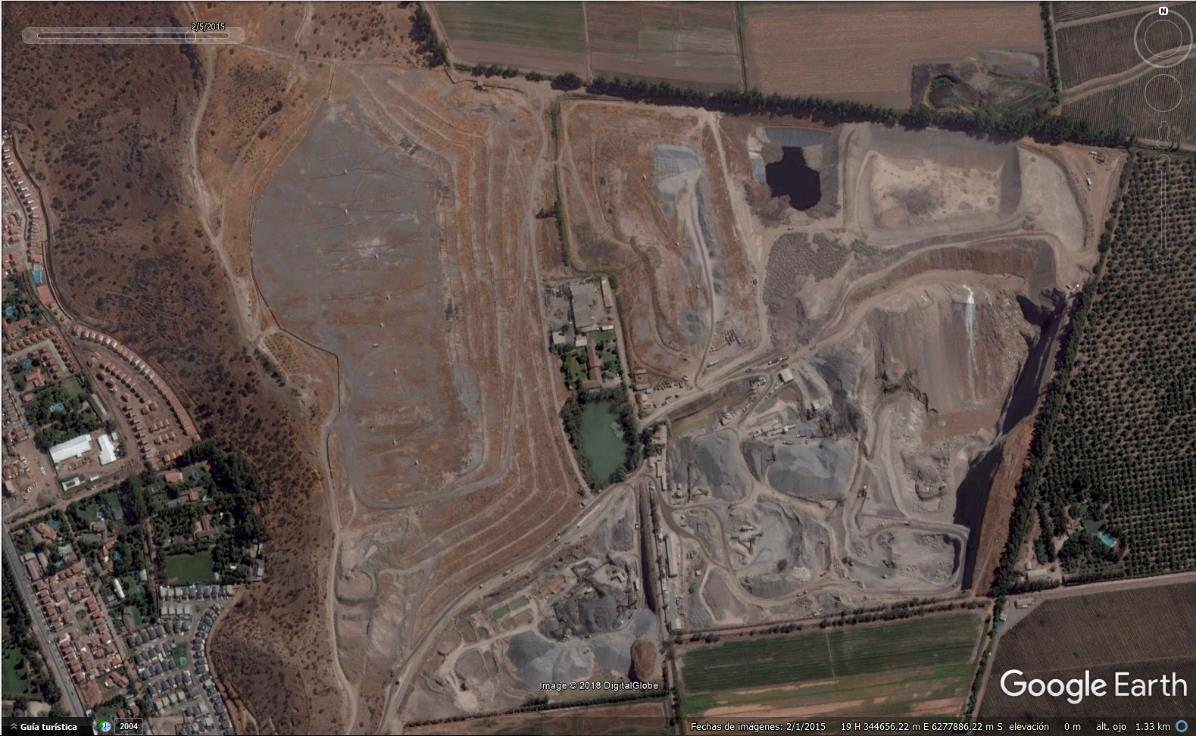 2/5/2015
N
Image © 2018 DigitalGlobe
Google Earth
Guía turística
2004
Fechas de imágenes: 2/1/2015 19 H 344656.22 m E 6277886.22 m S elevación 0 m alt. ojo 1.33 km